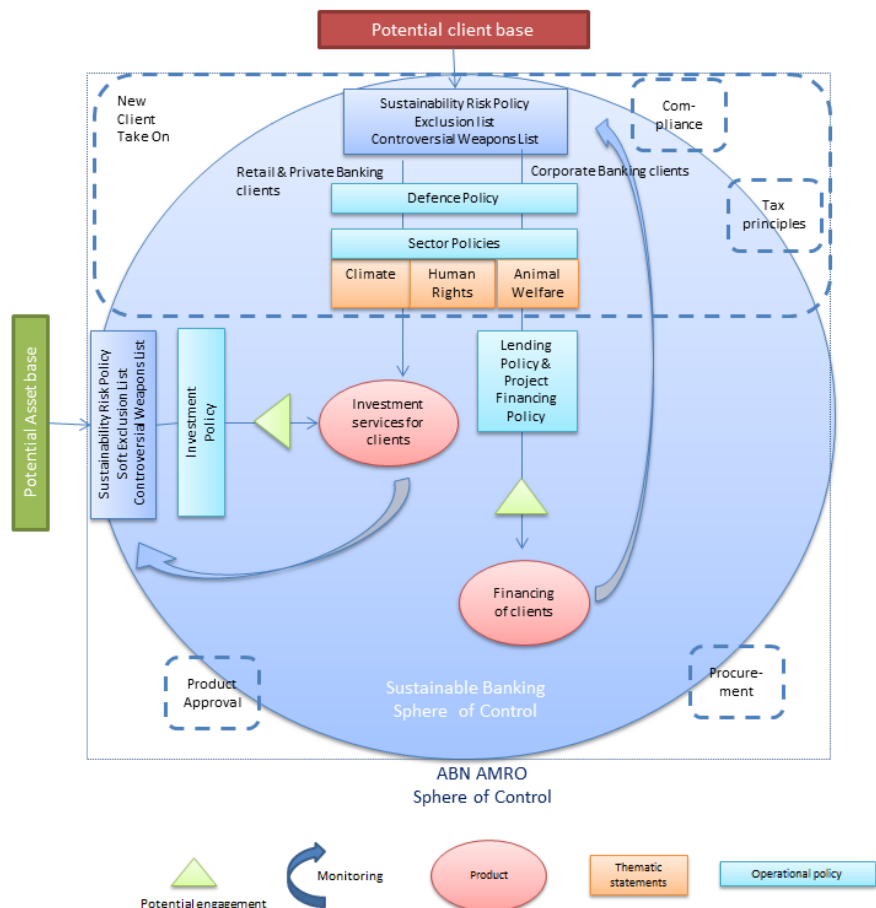 Potential client base
New
Client
Take On
Sustainability Risk Policy
Exclusion list
Controversial Weapons List
Com-
pliance
Retail & Private Banking
clients
Corporate Banking clients
Defence Policy
Tax
principles
Sector Policies
Climate
Human
Rights
Animal
Welfare
Potential Asset base
Sustainability Risk Policy
Soft Exclusion List
Controversial Weapons List
Investment
Policy
Investment
services for
clients
Lending
Policy &
Project
Financing
Policy
Financing
of clients
Product
Approval
Sustainable Banking
Sphere of Control
Procure-
ment
ABN AMRO
Sphere of Control
Potential engagement
Monitoring
Product
Thematic
statements
Operational policy